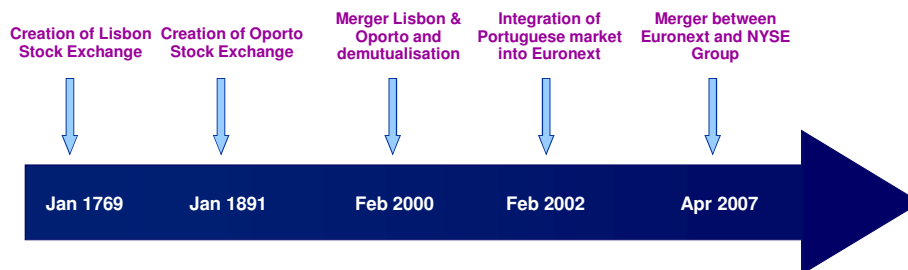 Creation of Lisbon
Stock Exchange
Creation of Oporto
Stock Exchange
Merger Lisbon &
Oporto and
demutualisation
Integration of
Portuguese market
into Euronext
Merger between
Euronext and NYSE
Group
Jan 1769
Jan 1891
Feb 2000
Feb 2002
Apr 2007